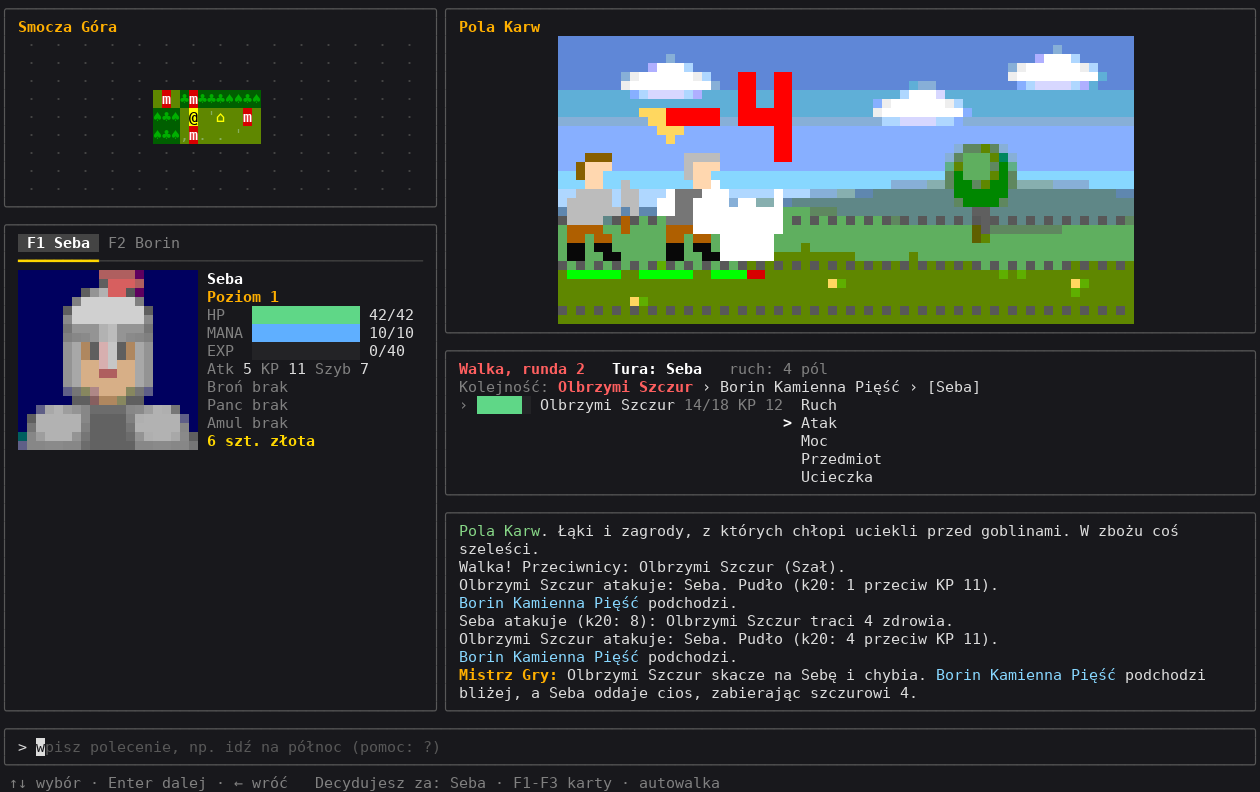 Smocza Góra
m m
@ ⌂ m
m
F1 Seba F2 Borin
Seba
Poziom 1
HP 42/42
MANA 10/10
EXP 0/40
Atk 5 KP 11 Szyb 7
Broń brak
Panc brak
Amul brak
6 szt. złota
Pola Karw
-4
Walka, runda 2 Tura: Seba ruch: 4 pól
Kolejność: Olbrzymi Szczur › Borin Kamienna Pięść › [Seba]
› Olbrzymi Szczur 14/18 KP 12 Ruch
> Atak
Moc
Przedmiot
Ucieczka
Pola Karw. Łąki i zagrody, z których chłopi uciekli przed goblinami. W zbożu coś
szeleści.
Walka! Przeciwnicy: Olbrzymi Szczur (Szał).
Olbrzymi Szczur atakuje: Seba. Pudło (k20: 1 przeciw KP 11).
Borin Kamienna Pięść podchodzi.
Seba atakuje (k20: 8): Olbrzymi Szczur traci 4 zdrowia.
Olbrzymi Szczur atakuje: Seba. Pudło (k20: 4 przeciw KP 11).
Borin Kamienna Pięść podchodzi.
Mistrz Gry: Olbrzymi Szczur skacze na Sebę i chybia. Borin Kamienna Pięść podchodzi
bliżej, a Seba oddaje cios, zabierając szczurowi 4.
> wpisz polecenie, np. idź na północ (pomoc: ?)
↑↓ wybór · Enter dalej · ← wróć Decydujesz za: Seba · F1-F3 karty · autowalka